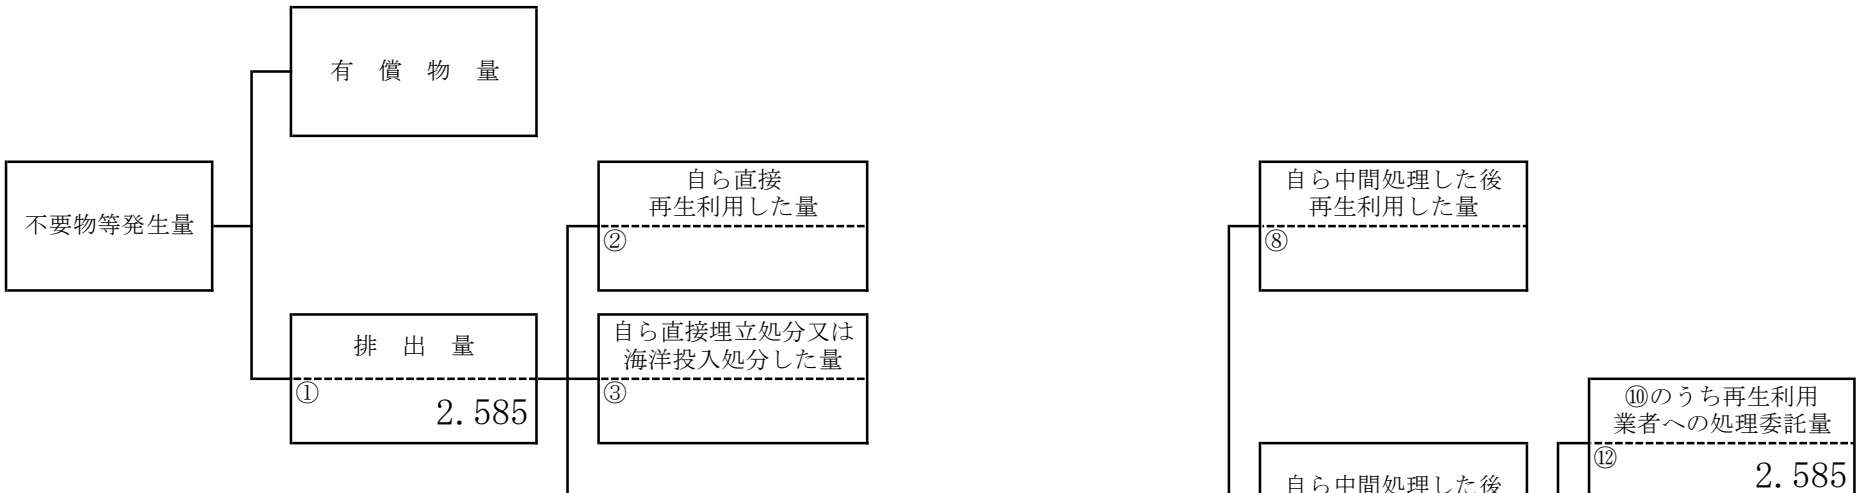 有　償　物　量
不要物等発生量
自ら直接
再生利用した量
②
自ら中間処理した後
再生利用した量
⑧
排　出　量
①
2.585
自ら直接埋立処分又は
海洋投入処分した量
③
⑩のうち再生利用
業者への処理委託量
⑫
2.585
自ら中間処理した後